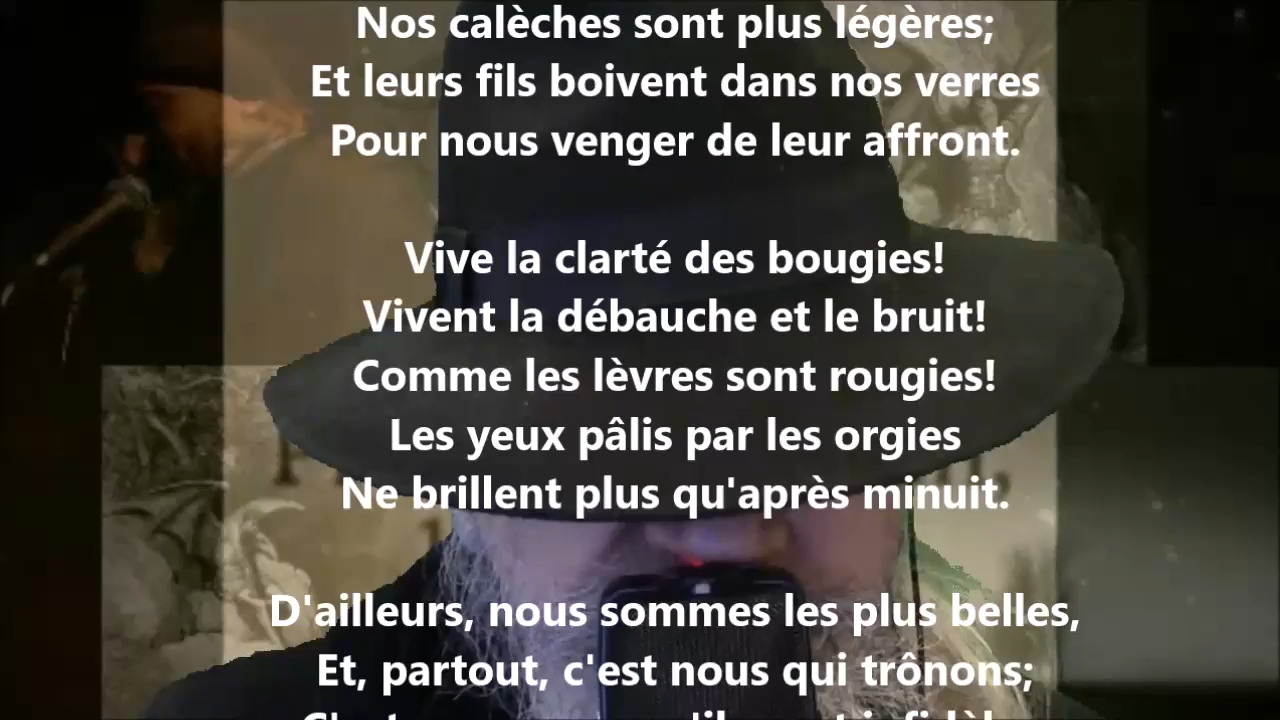 Nos calèches sont plus légères;
Et leurs fils boivent dans nos verres
Pour nous venger de leur affront.
Vive la clarté des bougies!
Vivent la débauche et le bruit!
Comme les lèvres sont rougies!
Les yeux pâlis par les orgies
Ne brillent plus qu'après minuit.
D'ailleurs, nous sommes les plus belles,
Et, partout, c'est nous qui trônons;